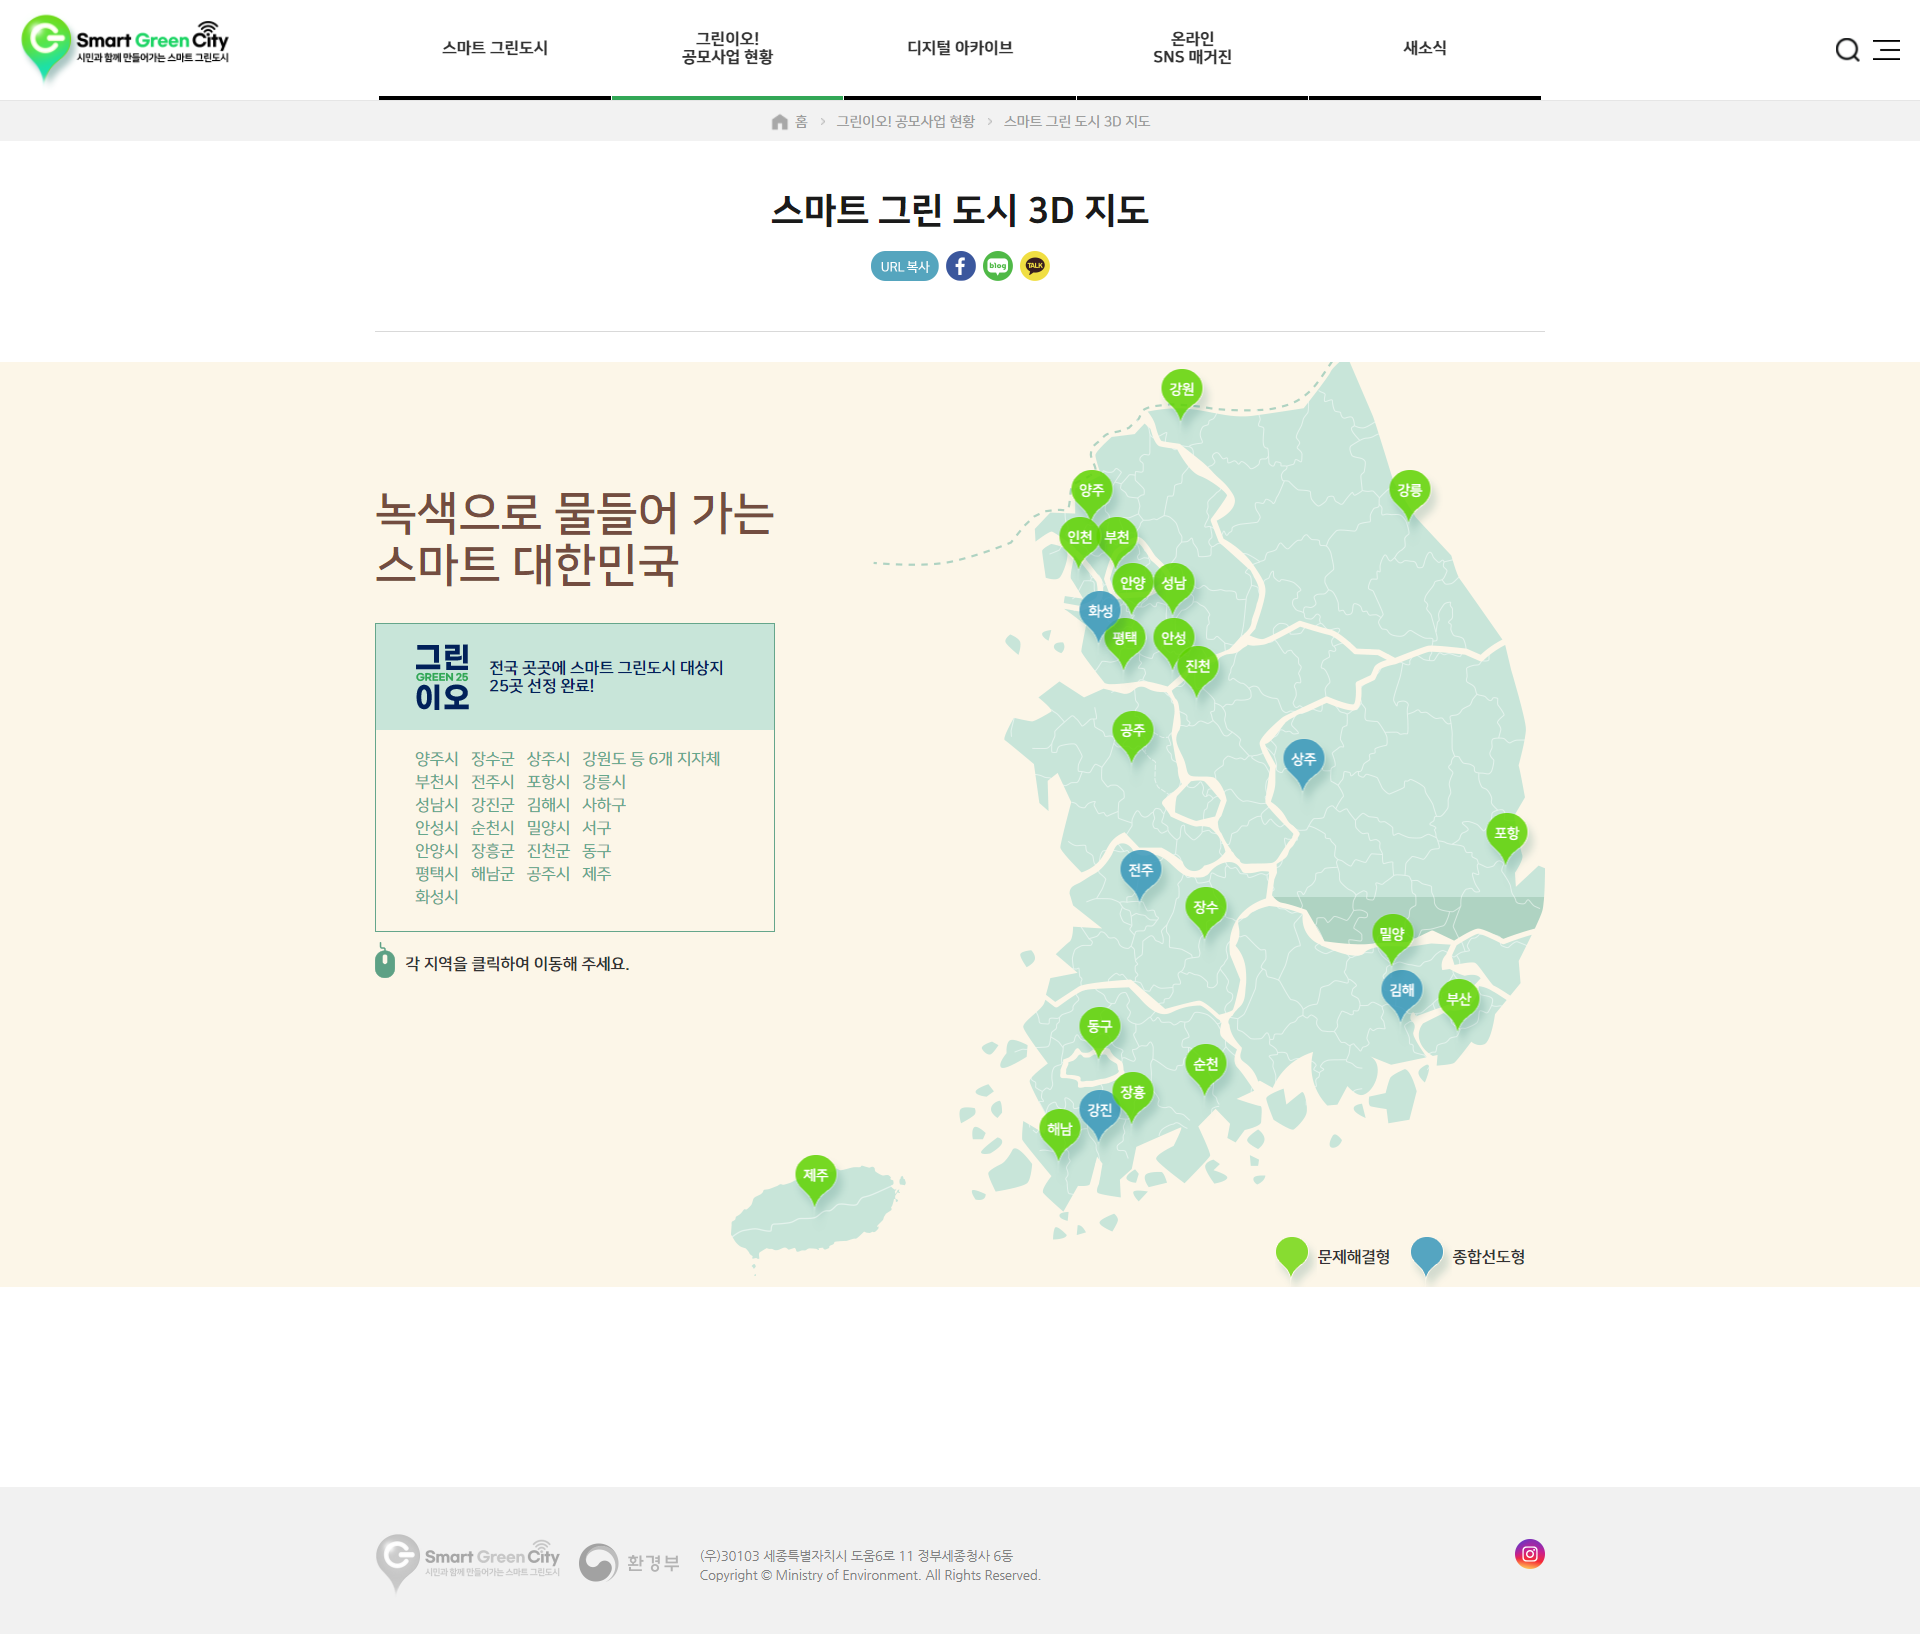 Smart Green City
시민과 함께 만들어가는 스마트 그린도시
스마트 그린도시
그린이오!
공모사업 현황
디지털 아카이브
온라인
SNS 매거진
새소식
홈 > 그린이오! 공모사업 현황 > 스마트 그린 도시 3D 지도
스마트 그린 도시 3D 지도
URL 복사
blog
TALK
녹색으로 물들어 가는
스마트 대한민국
그린
GREEN 25
이오
전국 곳곳에 스마트 그린도시 대상지
25곳 선정 완료!
양주시 장수군 상주시 강원도 등 6개 지자체
부천시 전주시 포항시 강릉시
성남시 강진군 김해시 사하구
안성시 순천시 밀양시 서구
안양시 장흥군 진천군 동구
평택시 해남군 공주시 제주
화성시
각 지역을 클릭하여 이동해 주세요.
강원
양주
강릉
인천
부천
안양
성남
화성
평택
안성
진천
공주
상주
포항
전주
장수
밀양
김해
부산
동구
순천
장흥
강진
해남
제주
문제해결형
종합선도형
Smart Green City
시민과 함께 만들어가는 스마트 그린도시
환경부
(우)30103 세종특별자치시 도움6로 11 정부세종청사 6동
Copyright © Ministry of Environment. All Rights Reserved.